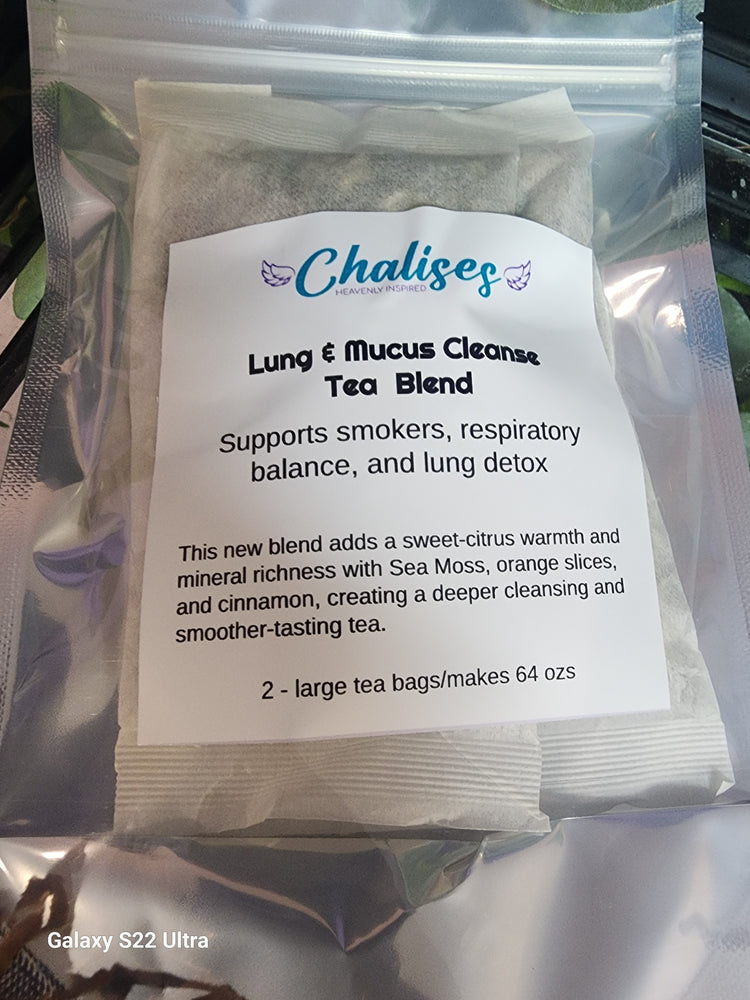 Chalises
HEAVENLY INSPIRED
Lung & Mucus Cleanse
Tea Blend
Supports smokers, respiratory
balance, and lung detox
This new blend adds a sweet-citrus warmth and
mineral richness with Sea Moss, orange slices,
and cinnamon, creating a deeper cleansing and
smoother-tasting tea.
2 - large tea bags/makes 64 ozs
Galaxy S22 Ultra